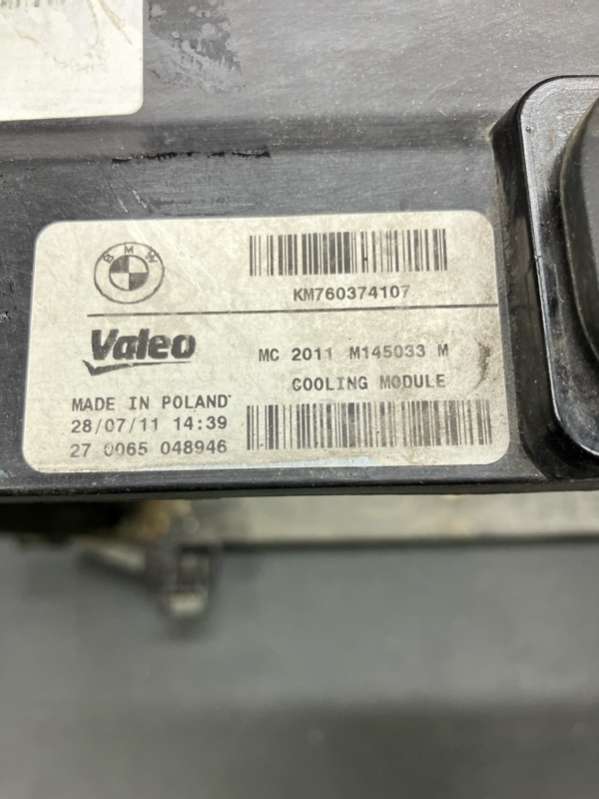 BMW
KM760374107
Valeo
MC 2011 M145033 M
COOLING MODULE
MADE IN POLAND
28/07/11 14:39
27 0065 048946